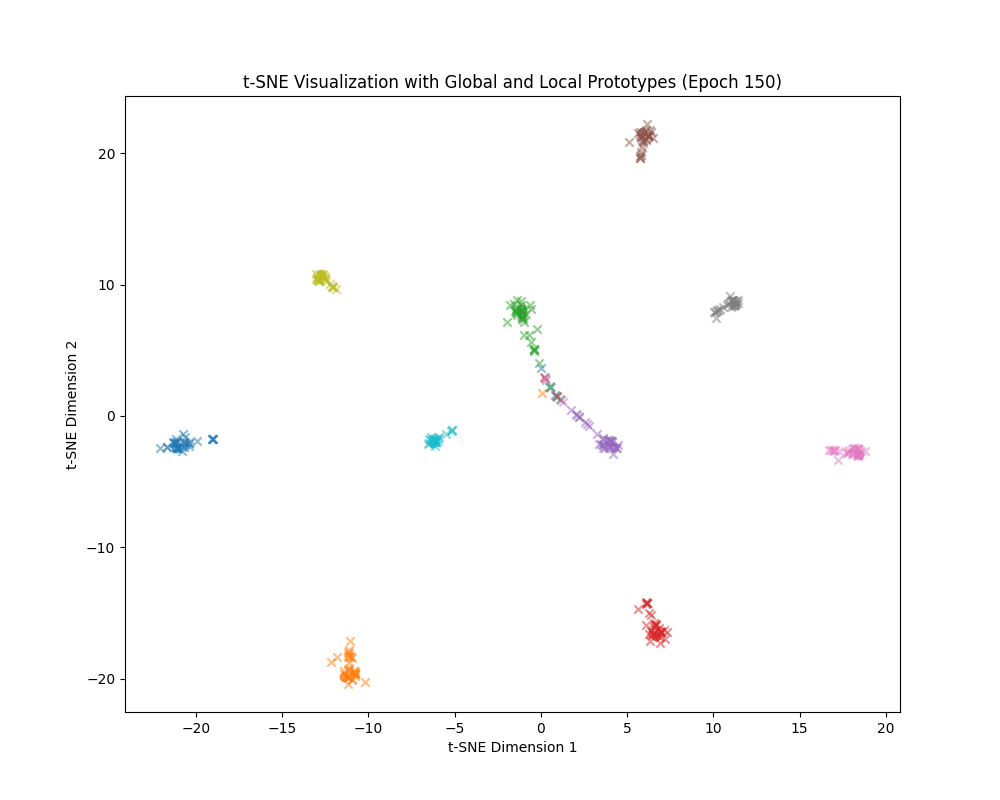 t-SNE Visualization with Global and Local Prototypes (Epoch 150)
20
10
0
−10
−20
t-SNE Dimension 2
−20 −15 −10 −5 0 5 10 15 20
t-SNE Dimension 1